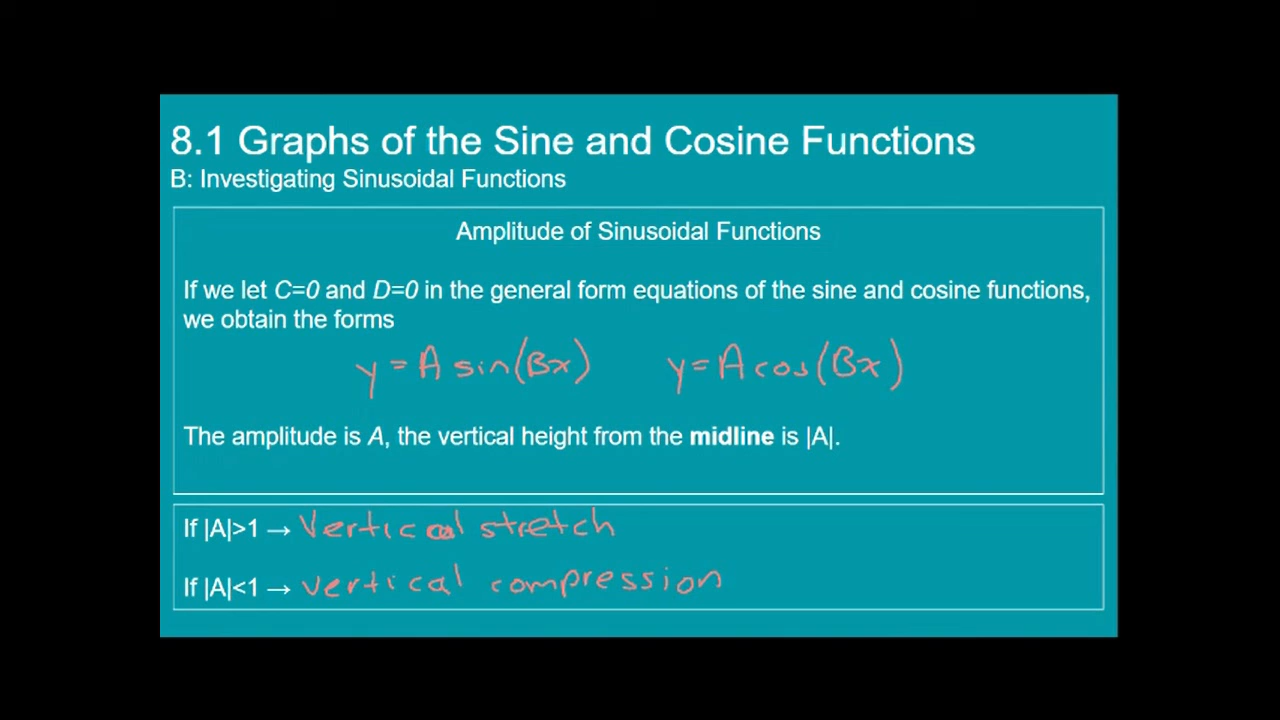 8.1 Graphs of the Sine and Cosine Functions
B: Investigating Sinusoidal Functions
Amplitude of Sinusoidal Functions
If we let C=0 and D=0 in the general form equations of the sine and cosine functions,
we obtain the forms
y = A sin(Bx) y = A cos(Bx)
The amplitude is A, the vertical height from the midline is |A|.
If |A|>1 → Vertical stretch
If |A|<1 → vertical compression